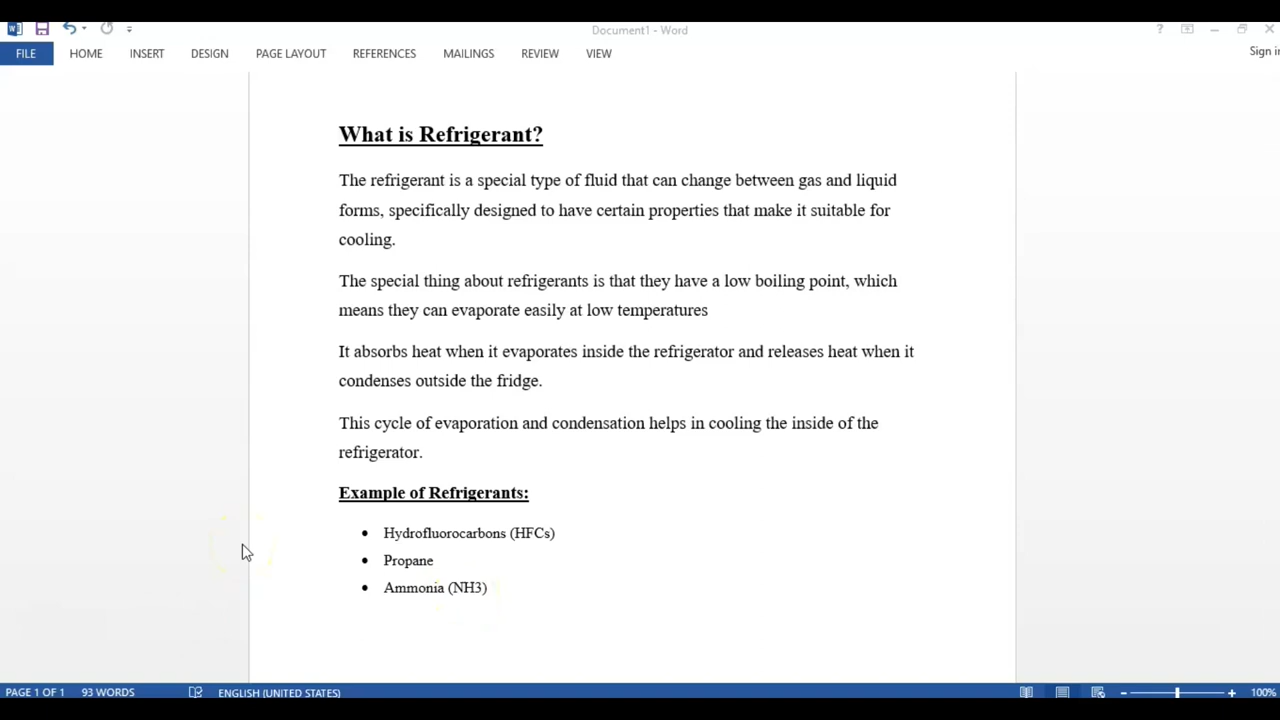 Document1 - Word
?
Sign in
FILE HOME INSERT DESIGN PAGE LAYOUT REFERENCES MAILINGS REVIEW VIEW
What is Refrigerant?
The refrigerant is a special type of fluid that can change between gas and liquid
forms, specifically designed to have certain properties that make it suitable for
cooling.
The special thing about refrigerants is that they have a low boiling point, which
means they can evaporate easily at low temperatures
It absorbs heat when it evaporates inside the refrigerator and releases heat when it
condenses outside the fridge.
This cycle of evaporation and condensation helps in cooling the inside of the
refrigerator.
Example of Refrigerants:
• Hydrofluorocarbons (HFCs)
• Propane
• Ammonia (NH3)
PAGE 1 OF 1 93 WORDS ENGLISH (UNITED STATES) 100%